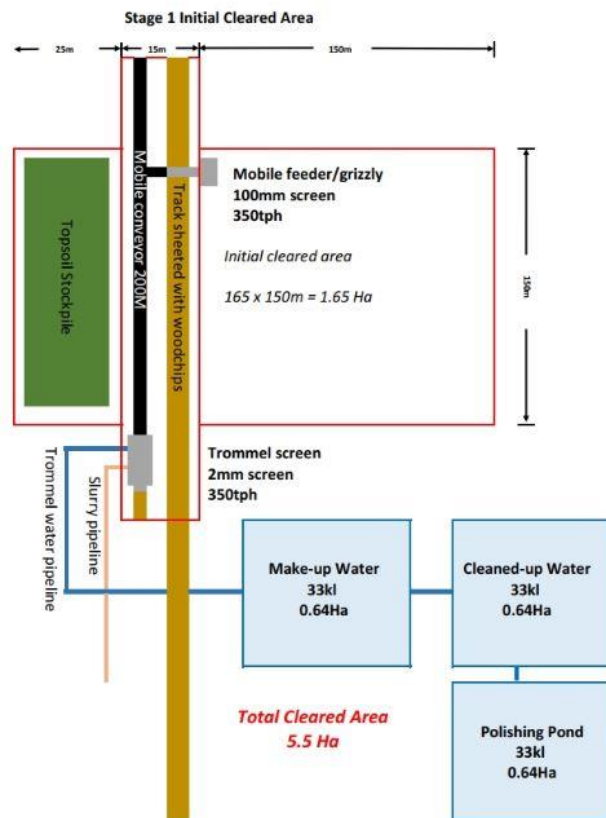 Stage 1 Initial Cleared Area
25m
15m
150m
Mobile feeder/grizzly
100mm screen
350tph
Initial cleared area
165 x 150m = 1.65 Ha
150m
Topsoil Stockpile
Mobile conveyor 200M
Track sheeted with woodchips
Trommel screen
2mm screen
350tph
Trommel water pipeline
Slurry pipeline
Make-up Water
33kl
0.64Ha
Cleaned-up Water
33kl
0.64Ha
Total Cleared Area
5.5 Ha
Polishing Pond
33kl
0.64Ha